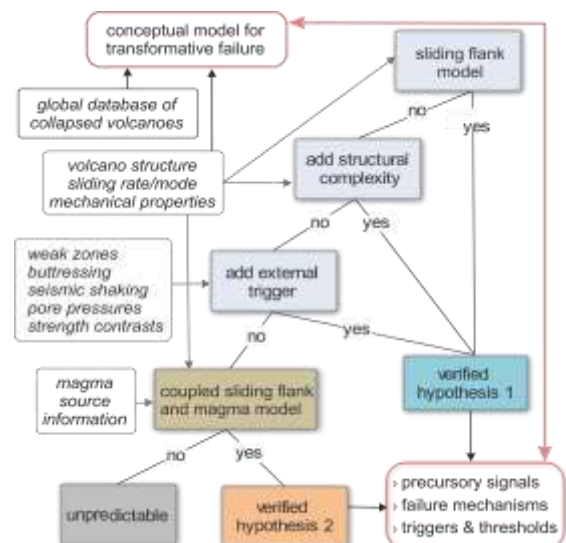 conceptual model for
transformative failure
sliding flank
model
global database of
collapsed volcanoes
no
yes
volcano structure
sliding rate/mode
mechanical properties
add structural
complexity
no
yes
weak zones
buttressing
seismic shaking
pore pressures
strength contrasts
add external
trigger
no
yes
magma
source
information
coupled sliding flank
and magma model
verified
hypothesis 1
no
yes
unpredictable
verified
hypothesis 2
› precursory signals
› failure mechanisms
› triggers & thresholds